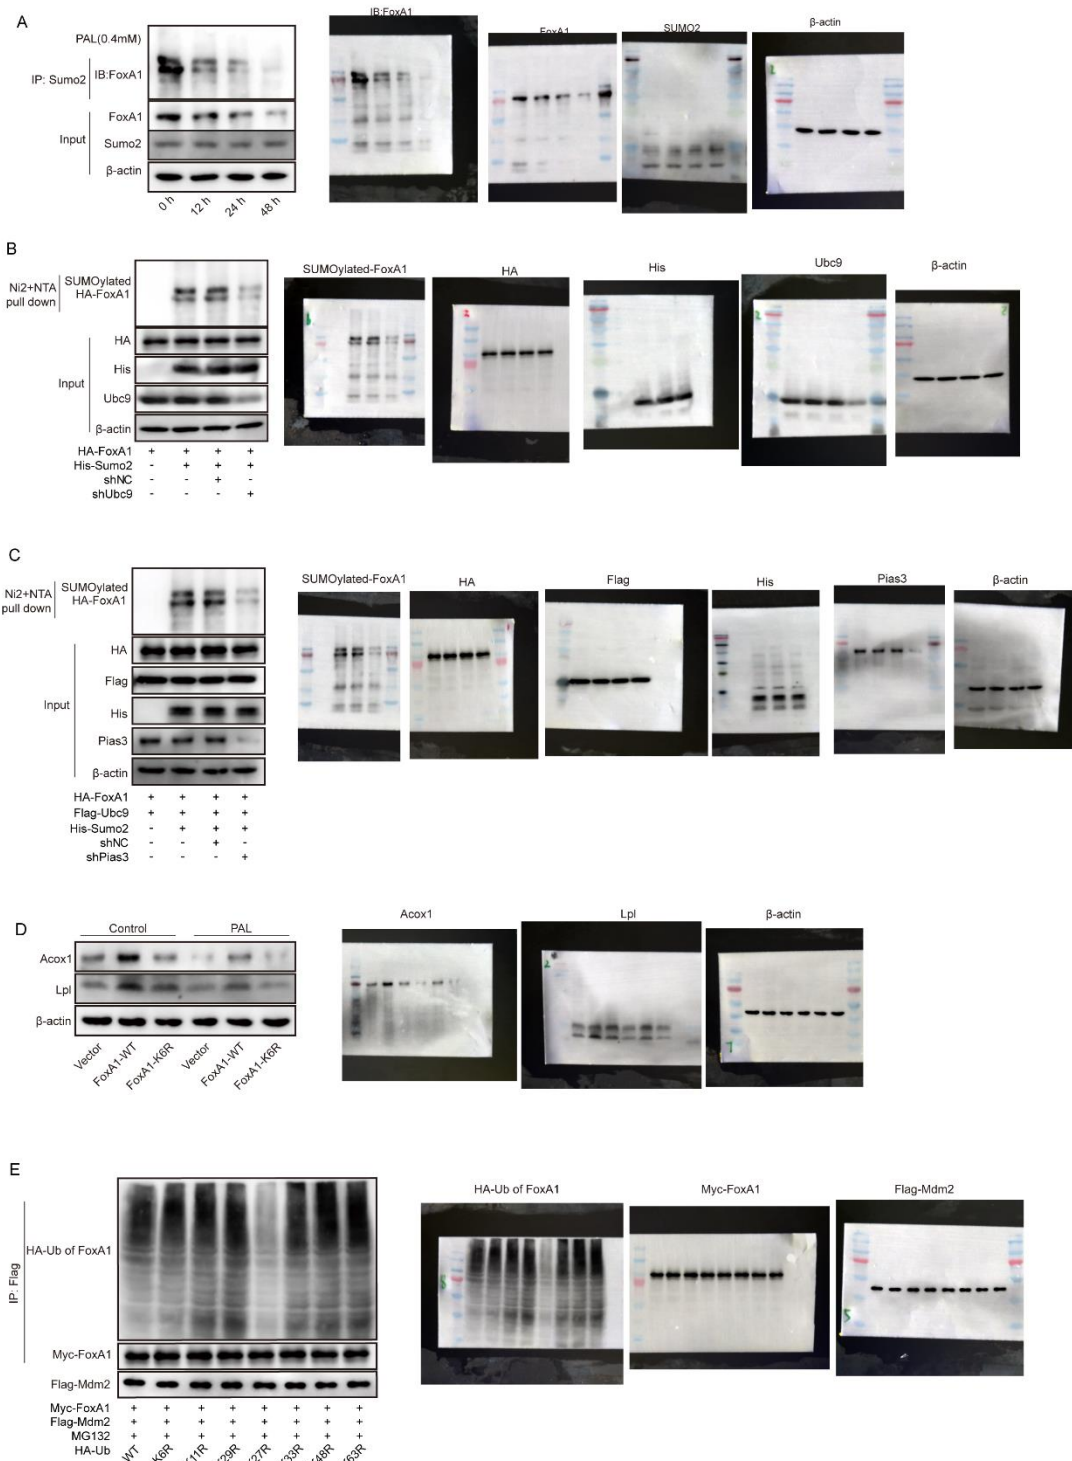 A
PAL(0.4mM)
IP: Sumo2
IB:FoxA1
Input
FoxA1
Sumo2
β-actin
0 h
12 h
24 h
48 h
IB:FoxA1
FoxA1
SUMO2
β-actin
B
Ni2+NTA
pull down
SUMOylated
HA-FoxA1
Input
HA
His
Ubc9
β-actin
HA-FoxA1 + + + +
His-Sumo2 - + + +
shNC - - + -
shUbc9 - - - +
SUMOylated-FoxA1
HA
His
Ubc9
β-actin
C
Ni2+NTA
pull down
SUMOylated
HA-FoxA1
Input
HA
Flag
His
Pias3
β-actin
HA-FoxA1 + + + +
Flag-Ubc9 + + + +
His-Sumo2 - + + +
shNC - - + -
shPias3 - - - +
SUMOylated-FoxA1
HA
Flag
His
Pias3
β-actin
D
Control
PAL
Acox1
Lpl
β-actin
Vector
FoxA1-WT
FoxA1-K6R
Vector
FoxA1-WT
FoxA1-K6R
Acox1
Lpl
β-actin
E
IP: Flag
HA-Ub of FoxA1
Myc-FoxA1
Flag-Mdm2
Myc-FoxA1 + + + + + + + +
Flag-Mdm2 + + + + + + + +
MG132 + + + + + + + +
HA-Ub
WT
K6R
HA-Ub of FoxA1
Myc-FoxA1
Flag-Mdm2